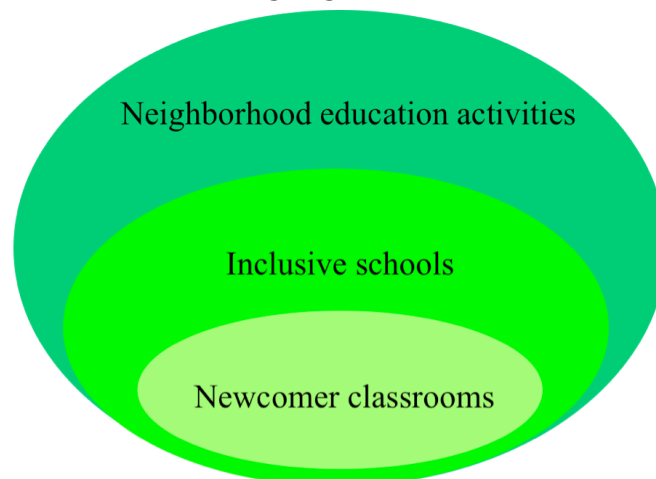 Neighborhood education activities
Inclusive schools
Newcomer classrooms